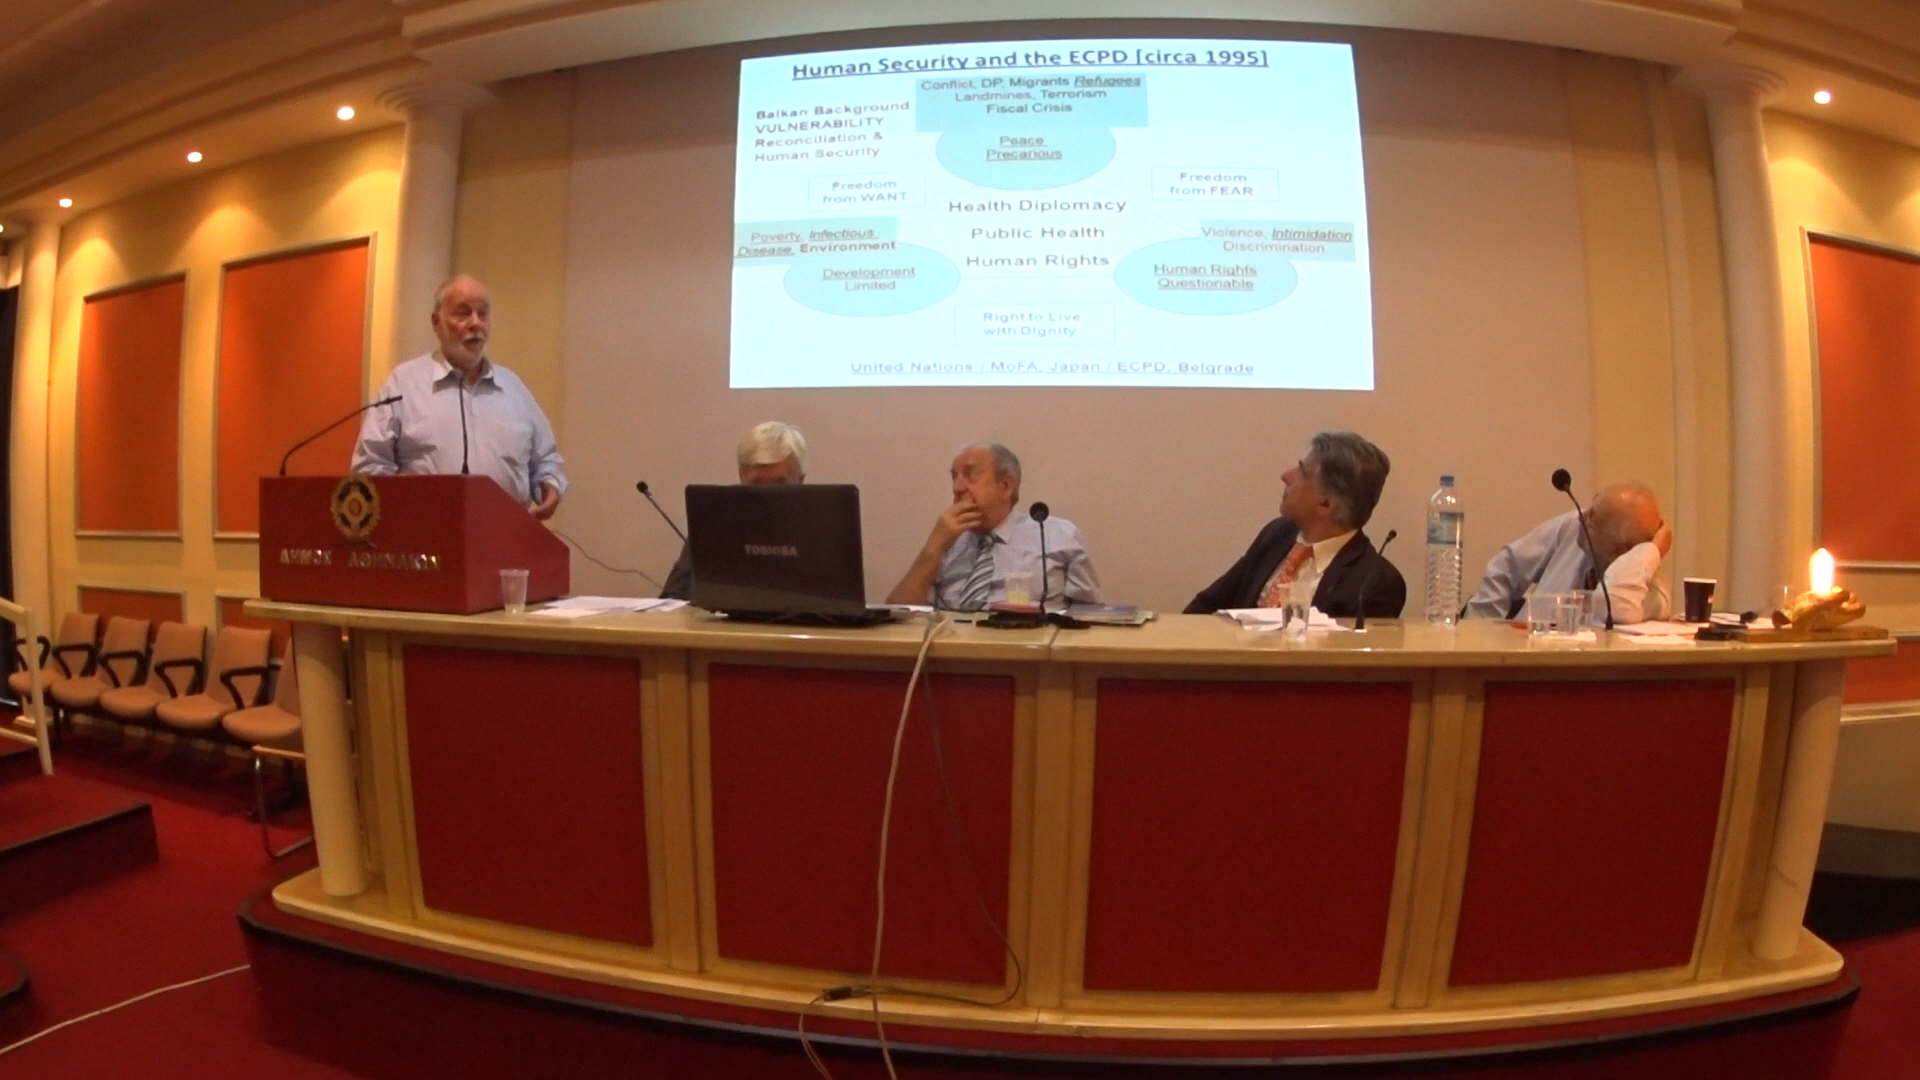 Human Security and the ECPD [circa 1995]
Conflict, DP, Migrants Refugees
Landmines, Terrorism
Fiscal Crisis
Balkan Background
VULNERABILITY
Reconciliation &
Human Security
Peace
Precarious
Freedom
from WANT
Freedom
from FEAR
Health Diplomacy
Public Health
Human Rights
Poverty, Infectious
Disease, Environment
Development
Limited
Violence, Intimidation
Discrimination
Human Rights
Questionable
Right to Live
with Dignity
United Nations / MoFA, Japan / ECPD, Belgrade
TOSHIBA
ΔΗΜΟΣ ΑΘΗΝΑΙΩΝ